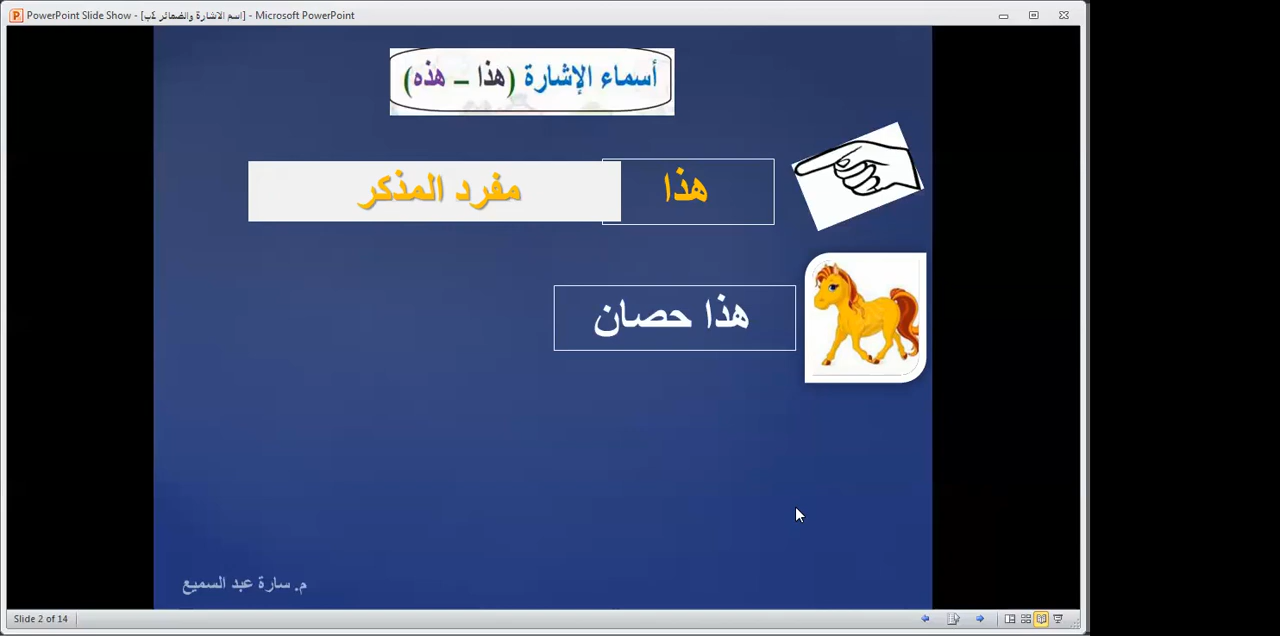 PowerPoint Slide Show - [اسم الاشارة والضمائر ٤ب] - Microsoft PowerPoint
أسماء الإشارة (هذا – هذه)
هذا
مفرد المذكر
هذا حصان
م. سارة عبد السميع
Slide 2 of 14